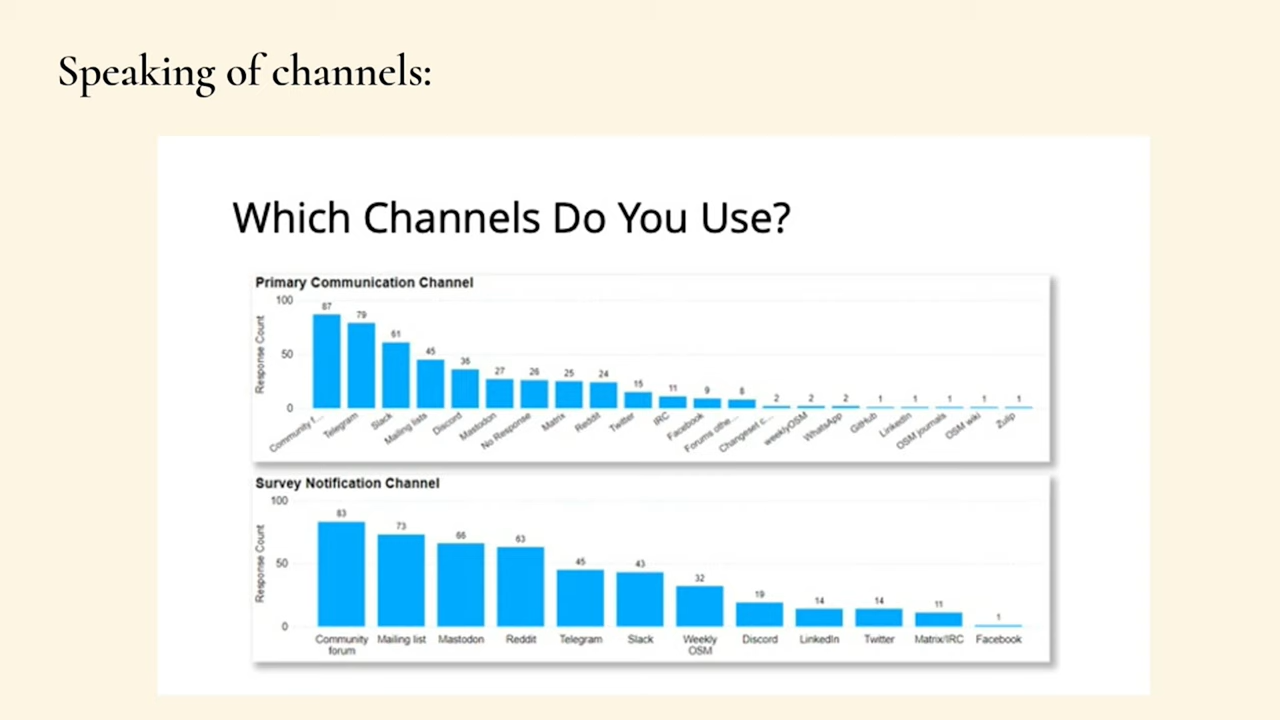 Speaking of channels:
Which Channels Do You Use?
Primary Communication Channel
Response Count
100
50
0
87
79
61
45
36
27
26
25
24
15
11
9
8
2
2
2
1
1
1
1
1
Community f...
Telegram
Slack
Mailing lists
Discord
Mastodon
No Response
Matrix
Reddit
Twitter
IRC
Facebook
Forums othe...
Changeset c...
weeklyOSM
WhatsApp
GitHub
LinkedIn
OSM journals
OSM wiki
Zulip
Survey Notification Channel
Response Count
100
50
0
83
73
66
63
45
43
32
19
14
14
11
1
Community
forum
Mailing list
Mastodon
Reddit
Telegram
Slack
Weekly
OSM
Discord
LinkedIn
Twitter
Matrix/IRC
Facebook